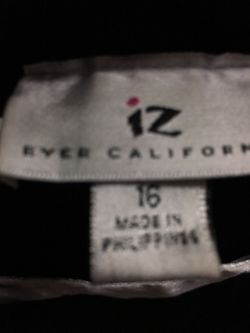 iz
BYER CALIFORN
16
MADE IN
PHILIPPINES